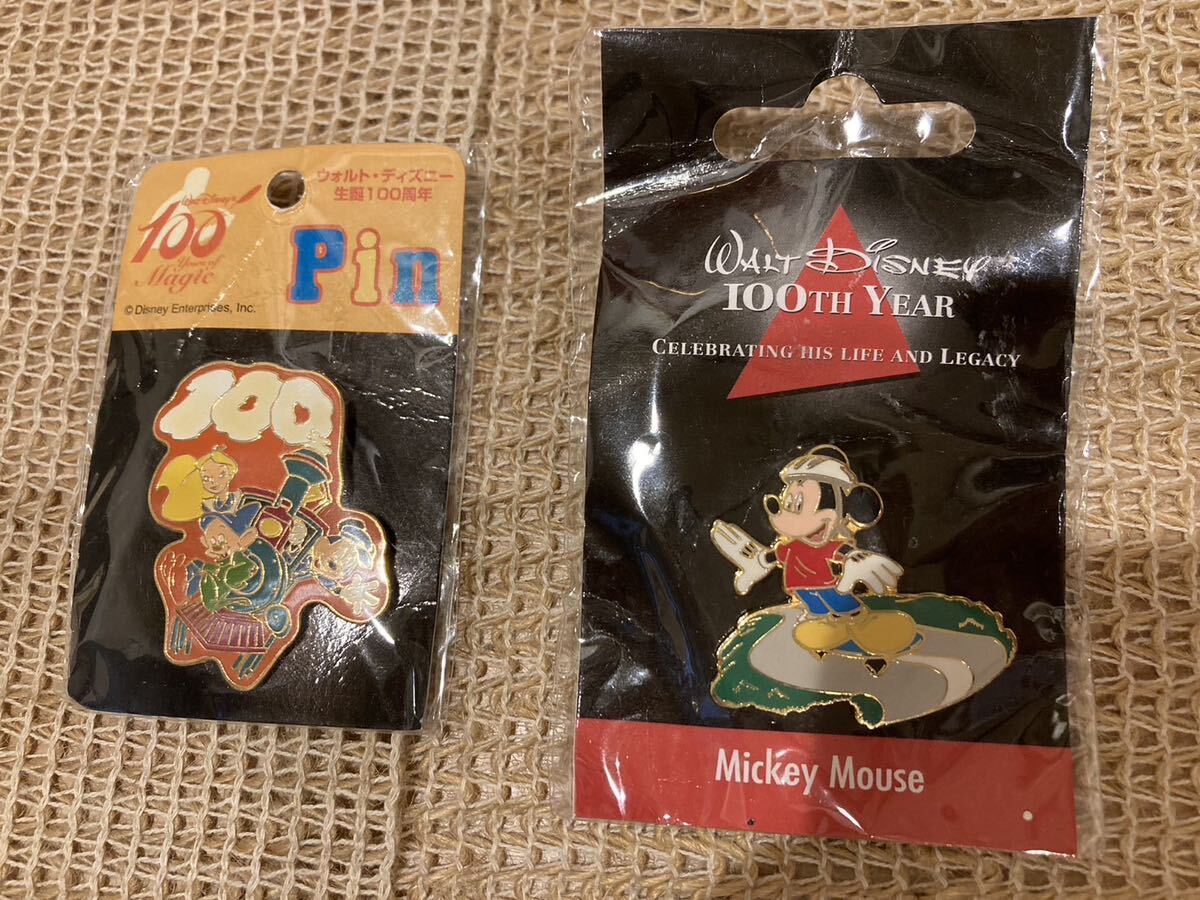 Walt Disney's
100
Years of
Magic
ウォルト・ディズニー
生誕100周年
Pin
©Disney Enterprises, Inc.
100
WALT DISNEY
100TH YEAR
CELEBRATING HIS LIFE AND LEGACY
Mickey Mouse